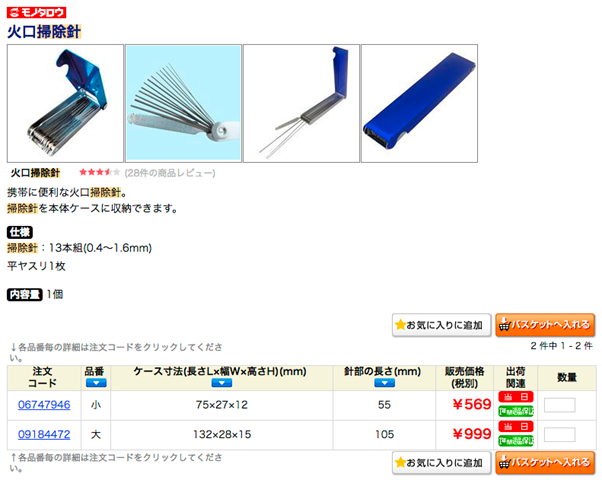 モノタロウ
火口掃除針
火口掃除針 (28件の商品レビュー)
携帯に便利な火口掃除針。
掃除針を本体ケースに収納できます。
仕様
掃除針：13本組(0.4〜1.6mm)
平ヤスリ1枚
内容量 1個
お気に入りに追加 バスケットへ入れる
↓各品番毎の詳細は注文コードをクリックしてくださ
い。
2 件中 1 - 2 件
注文
コード 品番 ケース寸法(長さL×幅W×高さH)(mm) 針部の長さ(mm) 販売価格
(税別) 出荷
関連 数量
06747946 小 75×27×12 55 ￥569 当日
返品保証
09184472 大 132×28×15 105 ￥999 当日
返品保証
↑各品番毎の詳細は注文コードをクリックしてくださ
い。
お気に入りに追加 バスケットへ入れる